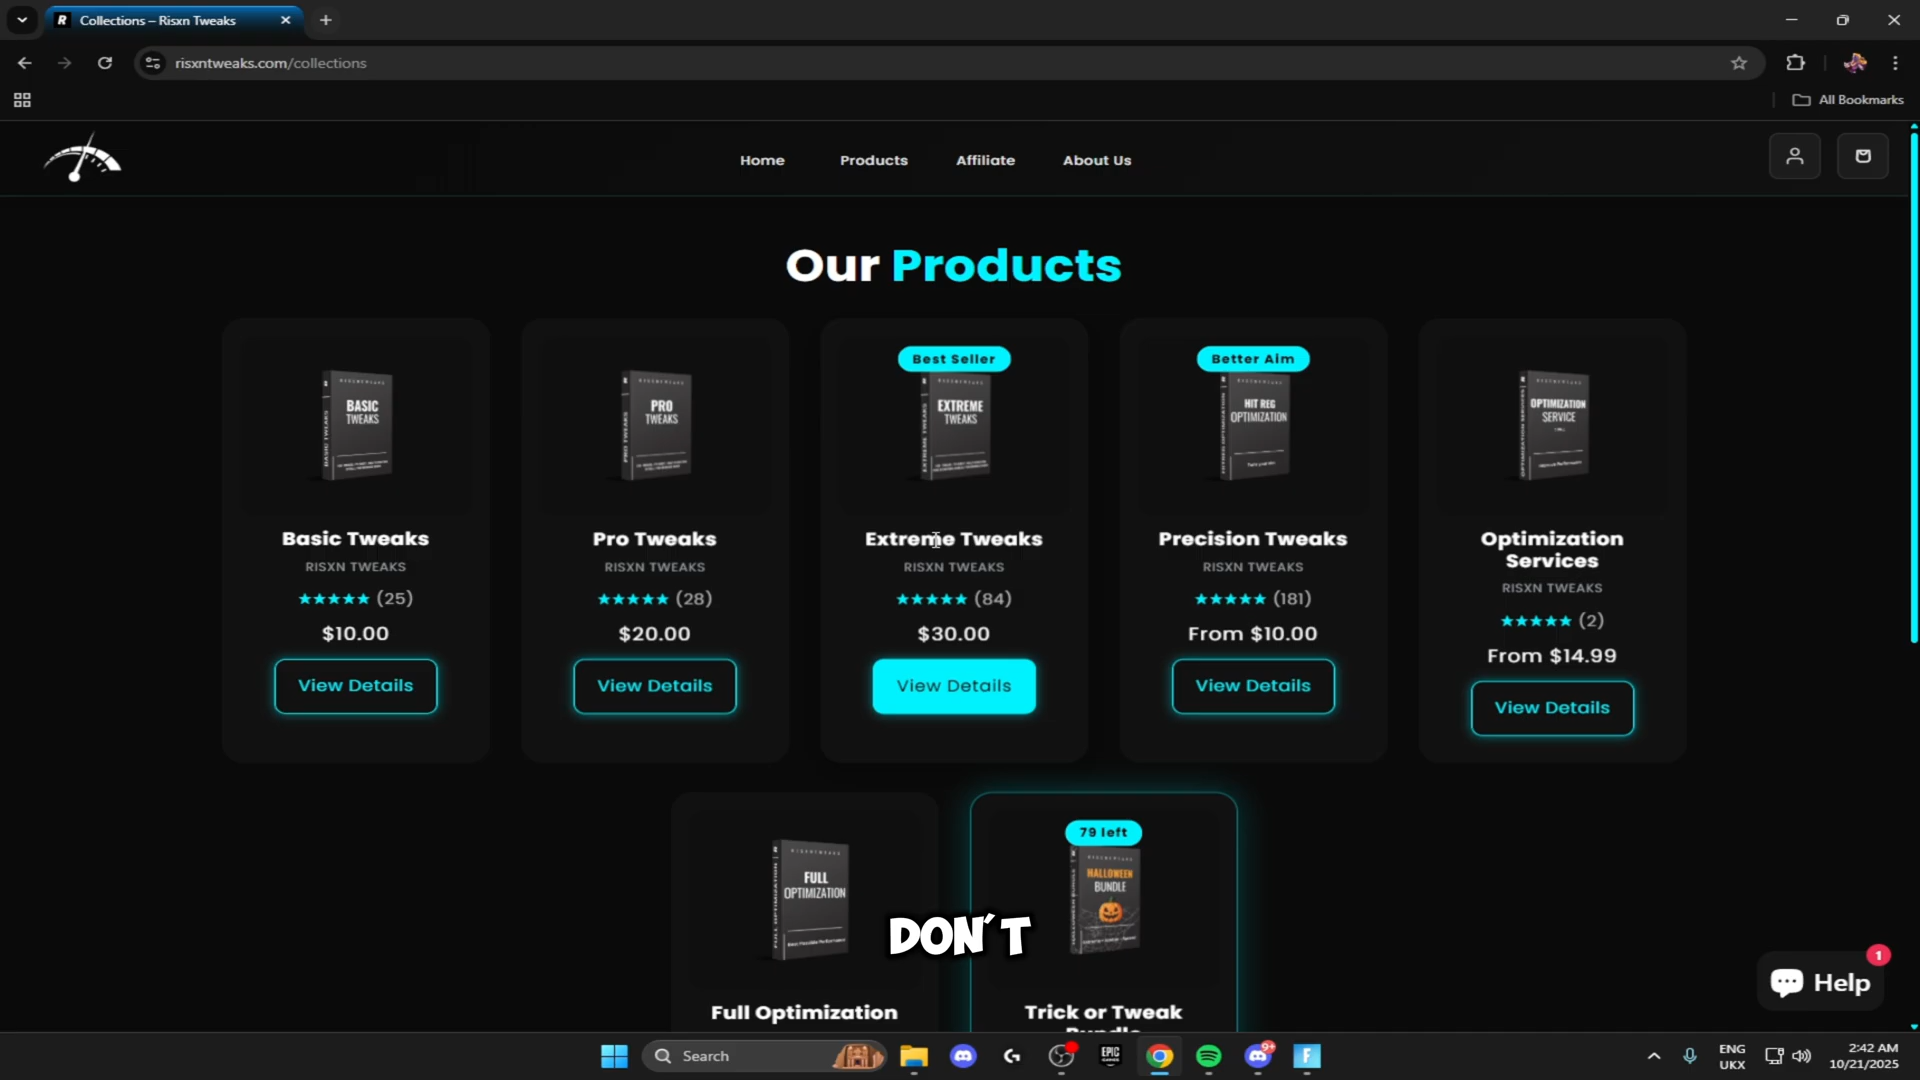 Collections – Risxn Tweaks
risxntweaks.com/collections
All Bookmarks
Home
Products
Affiliate
About Us
Our Products
BASIC
TWEAKS
Basic Tweaks
RISXN TWEAKS
★★★★★ (25)
$10.00
View Details
PRO
TWEAKS
Pro Tweaks
RISXN TWEAKS
★★★★★ (28)
$20.00
View Details
Best Seller
EXTREME
TWEAKS
Extreme Tweaks
RISXN TWEAKS
★★★★★ (84)
$30.00
View Details
Better Aim
HIT REG
OPTIMIZATION
Precision Tweaks
RISXN TWEAKS
★★★★★ (181)
From $10.00
View Details
OPTIMIZATION
SERVICE
Optimization
Services
RISXN TWEAKS
★★★★★ (2)
From $14.99
View Details
FULL
OPTIMIZATION
Full Optimization
79 left
HALLOWEEN
BUNDLE
Trick or Tweak
Bundle
DON'T
1
Help
Search
EPIC
GAMES
9+
F
ENG
UKX
2:42 AM
10/21/2025